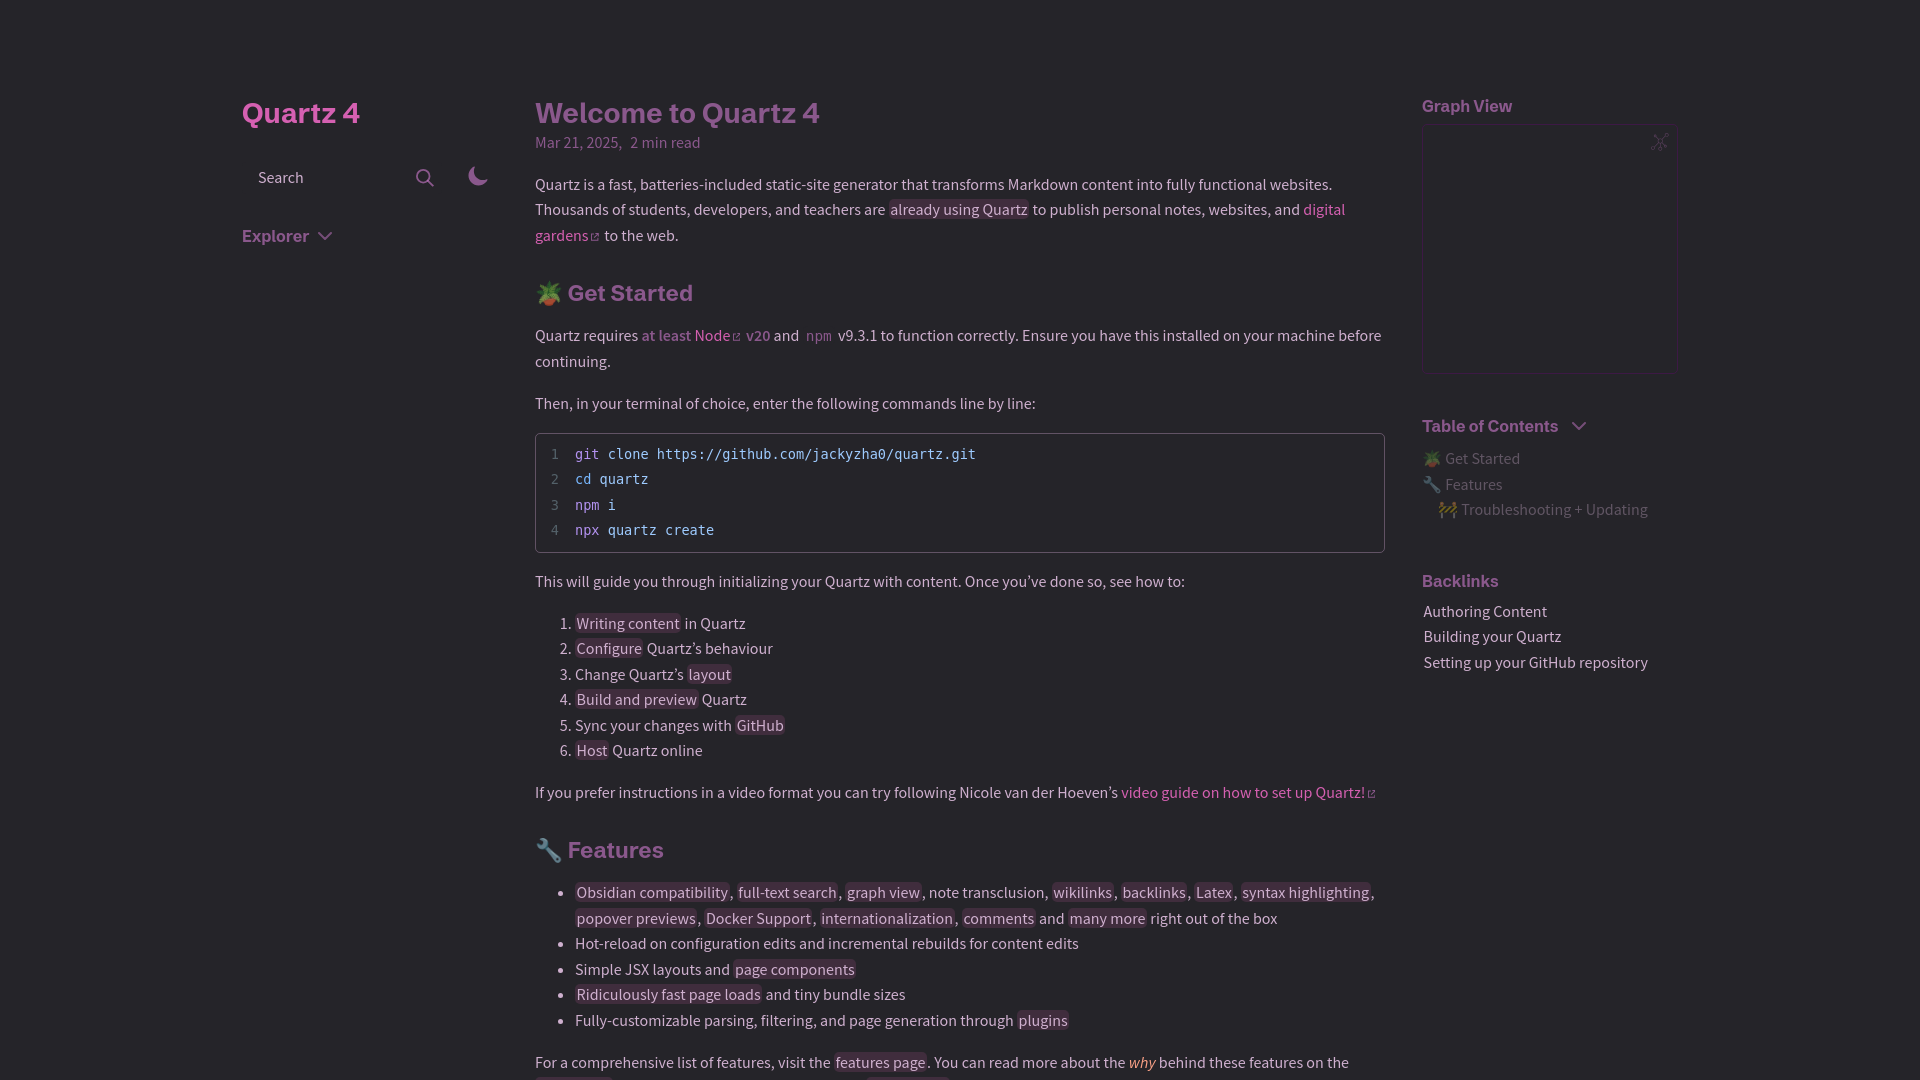 Quartz 4
Search
Explorer
Welcome to Quartz 4
Mar 21, 2025, 2 min read
Quartz is a fast, batteries-included static-site generator that transforms Markdown content into fully functional websites.
Thousands of students, developers, and teachers are already using Quartz to publish personal notes, websites, and digital
gardens to the web.
🪴 Get Started
Quartz requires at least Node v20 and npm v9.3.1 to function correctly. Ensure you have this installed on your machine before
continuing.
Then, in your terminal of choice, enter the following commands line by line:
1 git clone https://github.com/jackyzha0/quartz.git
2 cd quartz
3 npm i
4 npx quartz create
This will guide you through initializing your Quartz with content. Once you’ve done so, see how to:
1. Writing content in Quartz
2. Configure Quartz’s behaviour
3. Change Quartz’s layout
4. Build and preview Quartz
5. Sync your changes with GitHub
6. Host Quartz online
If you prefer instructions in a video format you can try following Nicole van der Hoeven’s video guide on how to set up Quartz!
🔧 Features
• Obsidian compatibility, full-text search, graph view, note transclusion, wikilinks, backlinks, Latex, syntax highlighting,
popover previews, Docker Support, internationalization, comments and many more right out of the box
• Hot-reload on configuration edits and incremental rebuilds for content edits
• Simple JSX layouts and page components
• Ridiculously fast page loads and tiny bundle sizes
• Fully-customizable parsing, filtering, and page generation through plugins
For a comprehensive list of features, visit the features page. You can read more about the why behind these features on the
Graph View
Table of Contents
🪴 Get Started
🔧 Features
🚧 Troubleshooting + Updating
Backlinks
Authoring Content
Building your Quartz
Setting up your GitHub repository